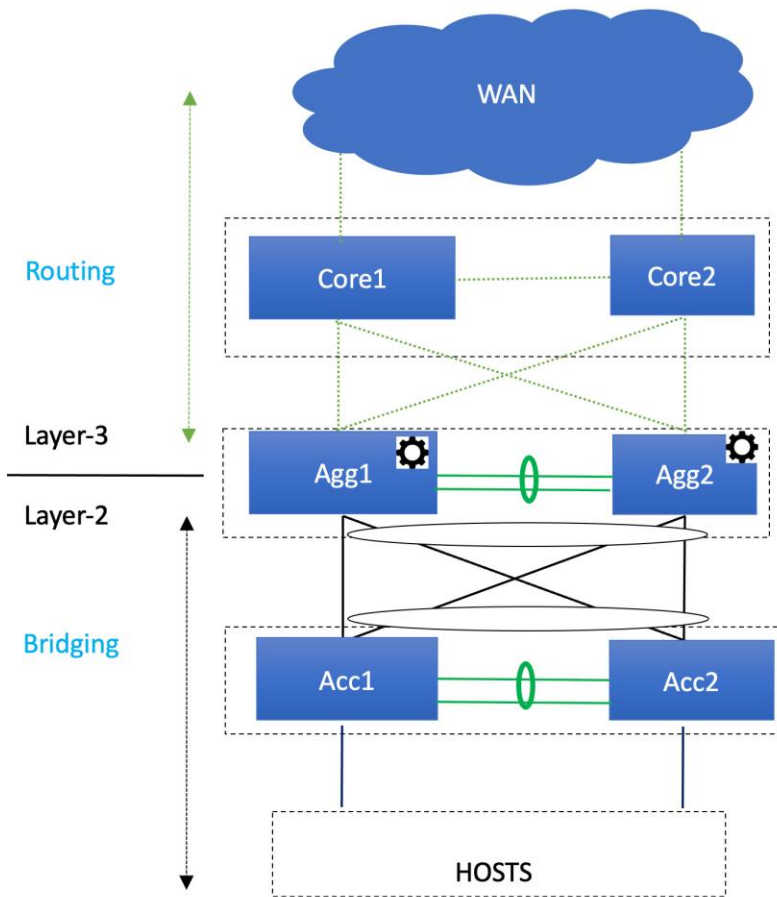 WAN
Routing
Core1
Core2
Layer-3
Agg1
Agg2
Layer-2
Bridging
Acc1
Acc2
HOSTS